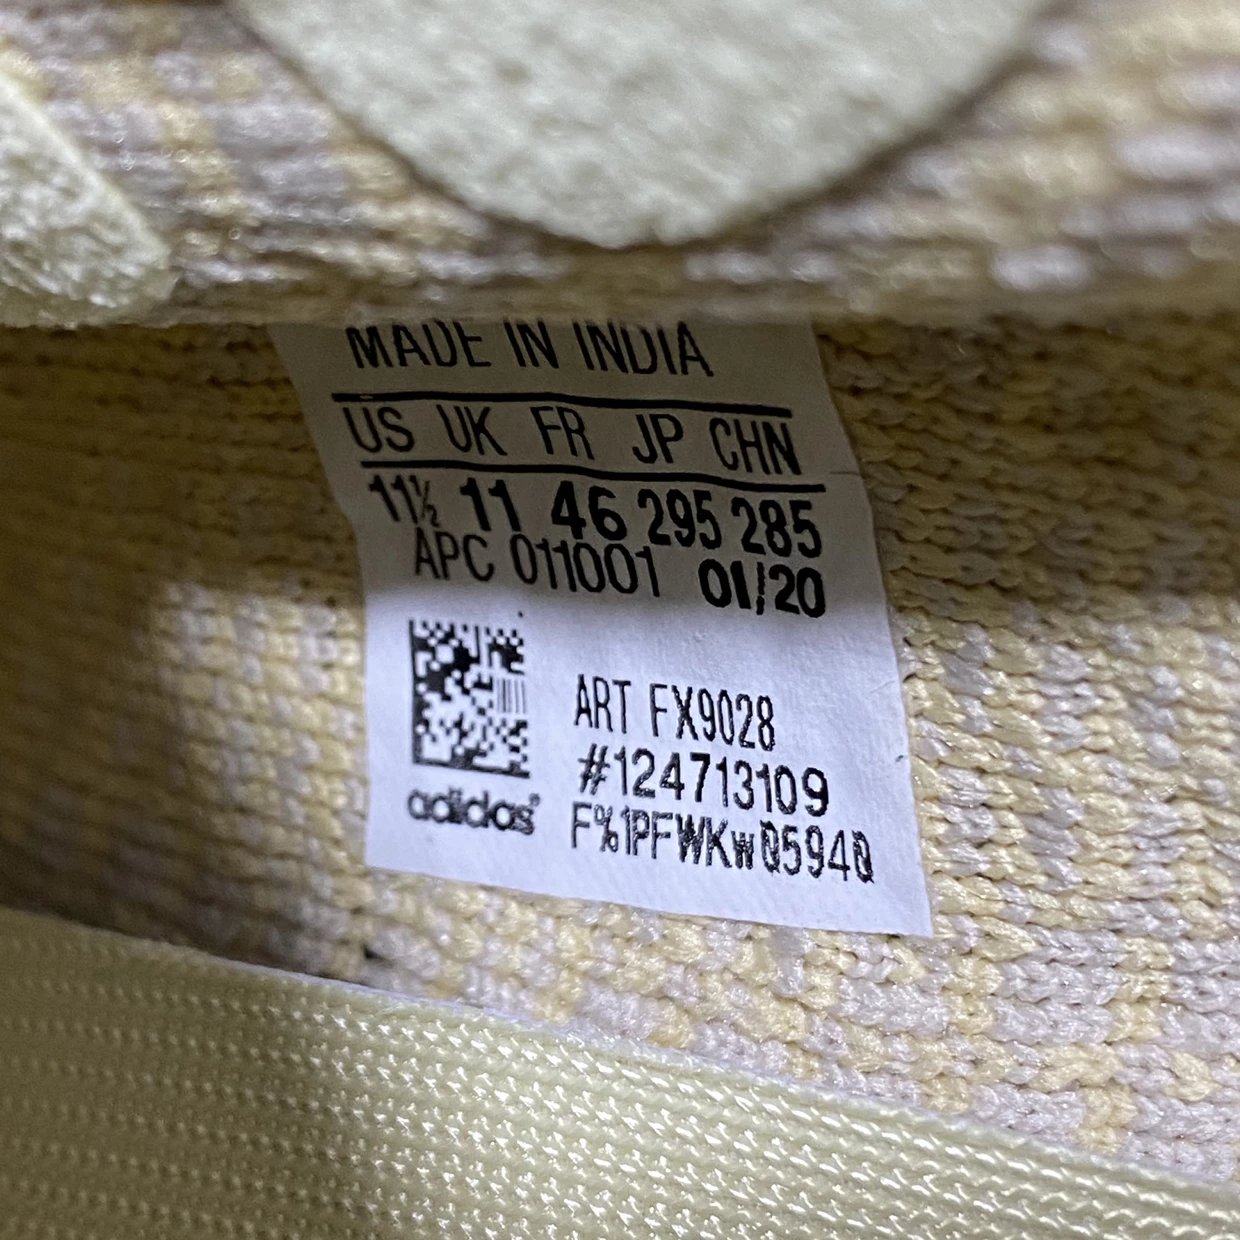 MADE IN INDIA
US UK FR JP CHN
11½ 11 46 295 285
APC 011001 01/20
ART FX9028
#124713109
adidas
F%1PFWKw05940